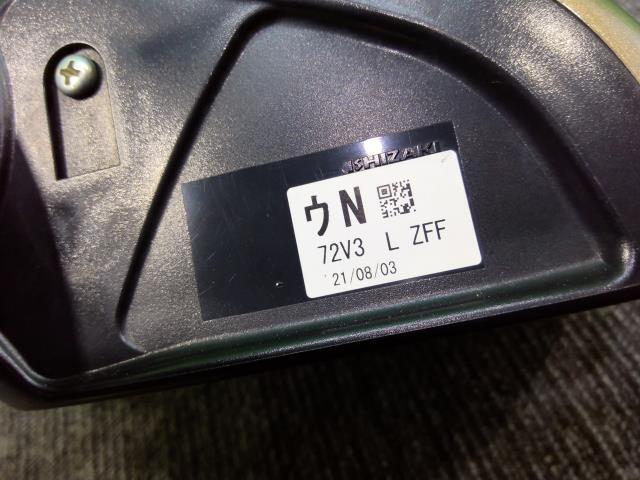 ISHIZAKI
ウN
72V3 L ZFF
'21/08/03